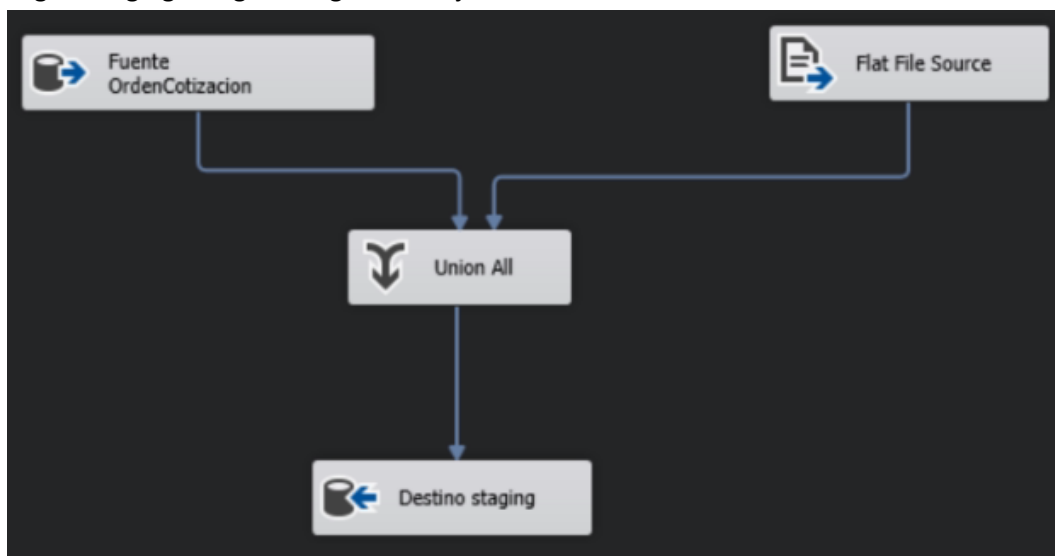 Fuente
OrdenCotizacion
Flat File Source
Union All
Destino staging